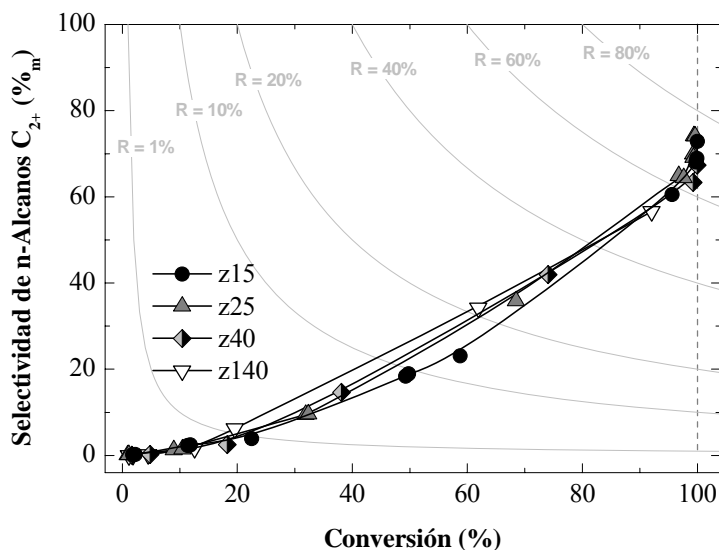 Selectividad de n-Alcanos C2+ (%m)
100
80
60
40
20
0
R = 1%
R = 10%
R = 20%
R = 40%
R = 60%
R = 80%
z15
z25
z40
z140
0 20 40 60 80 100
Conversión (%)